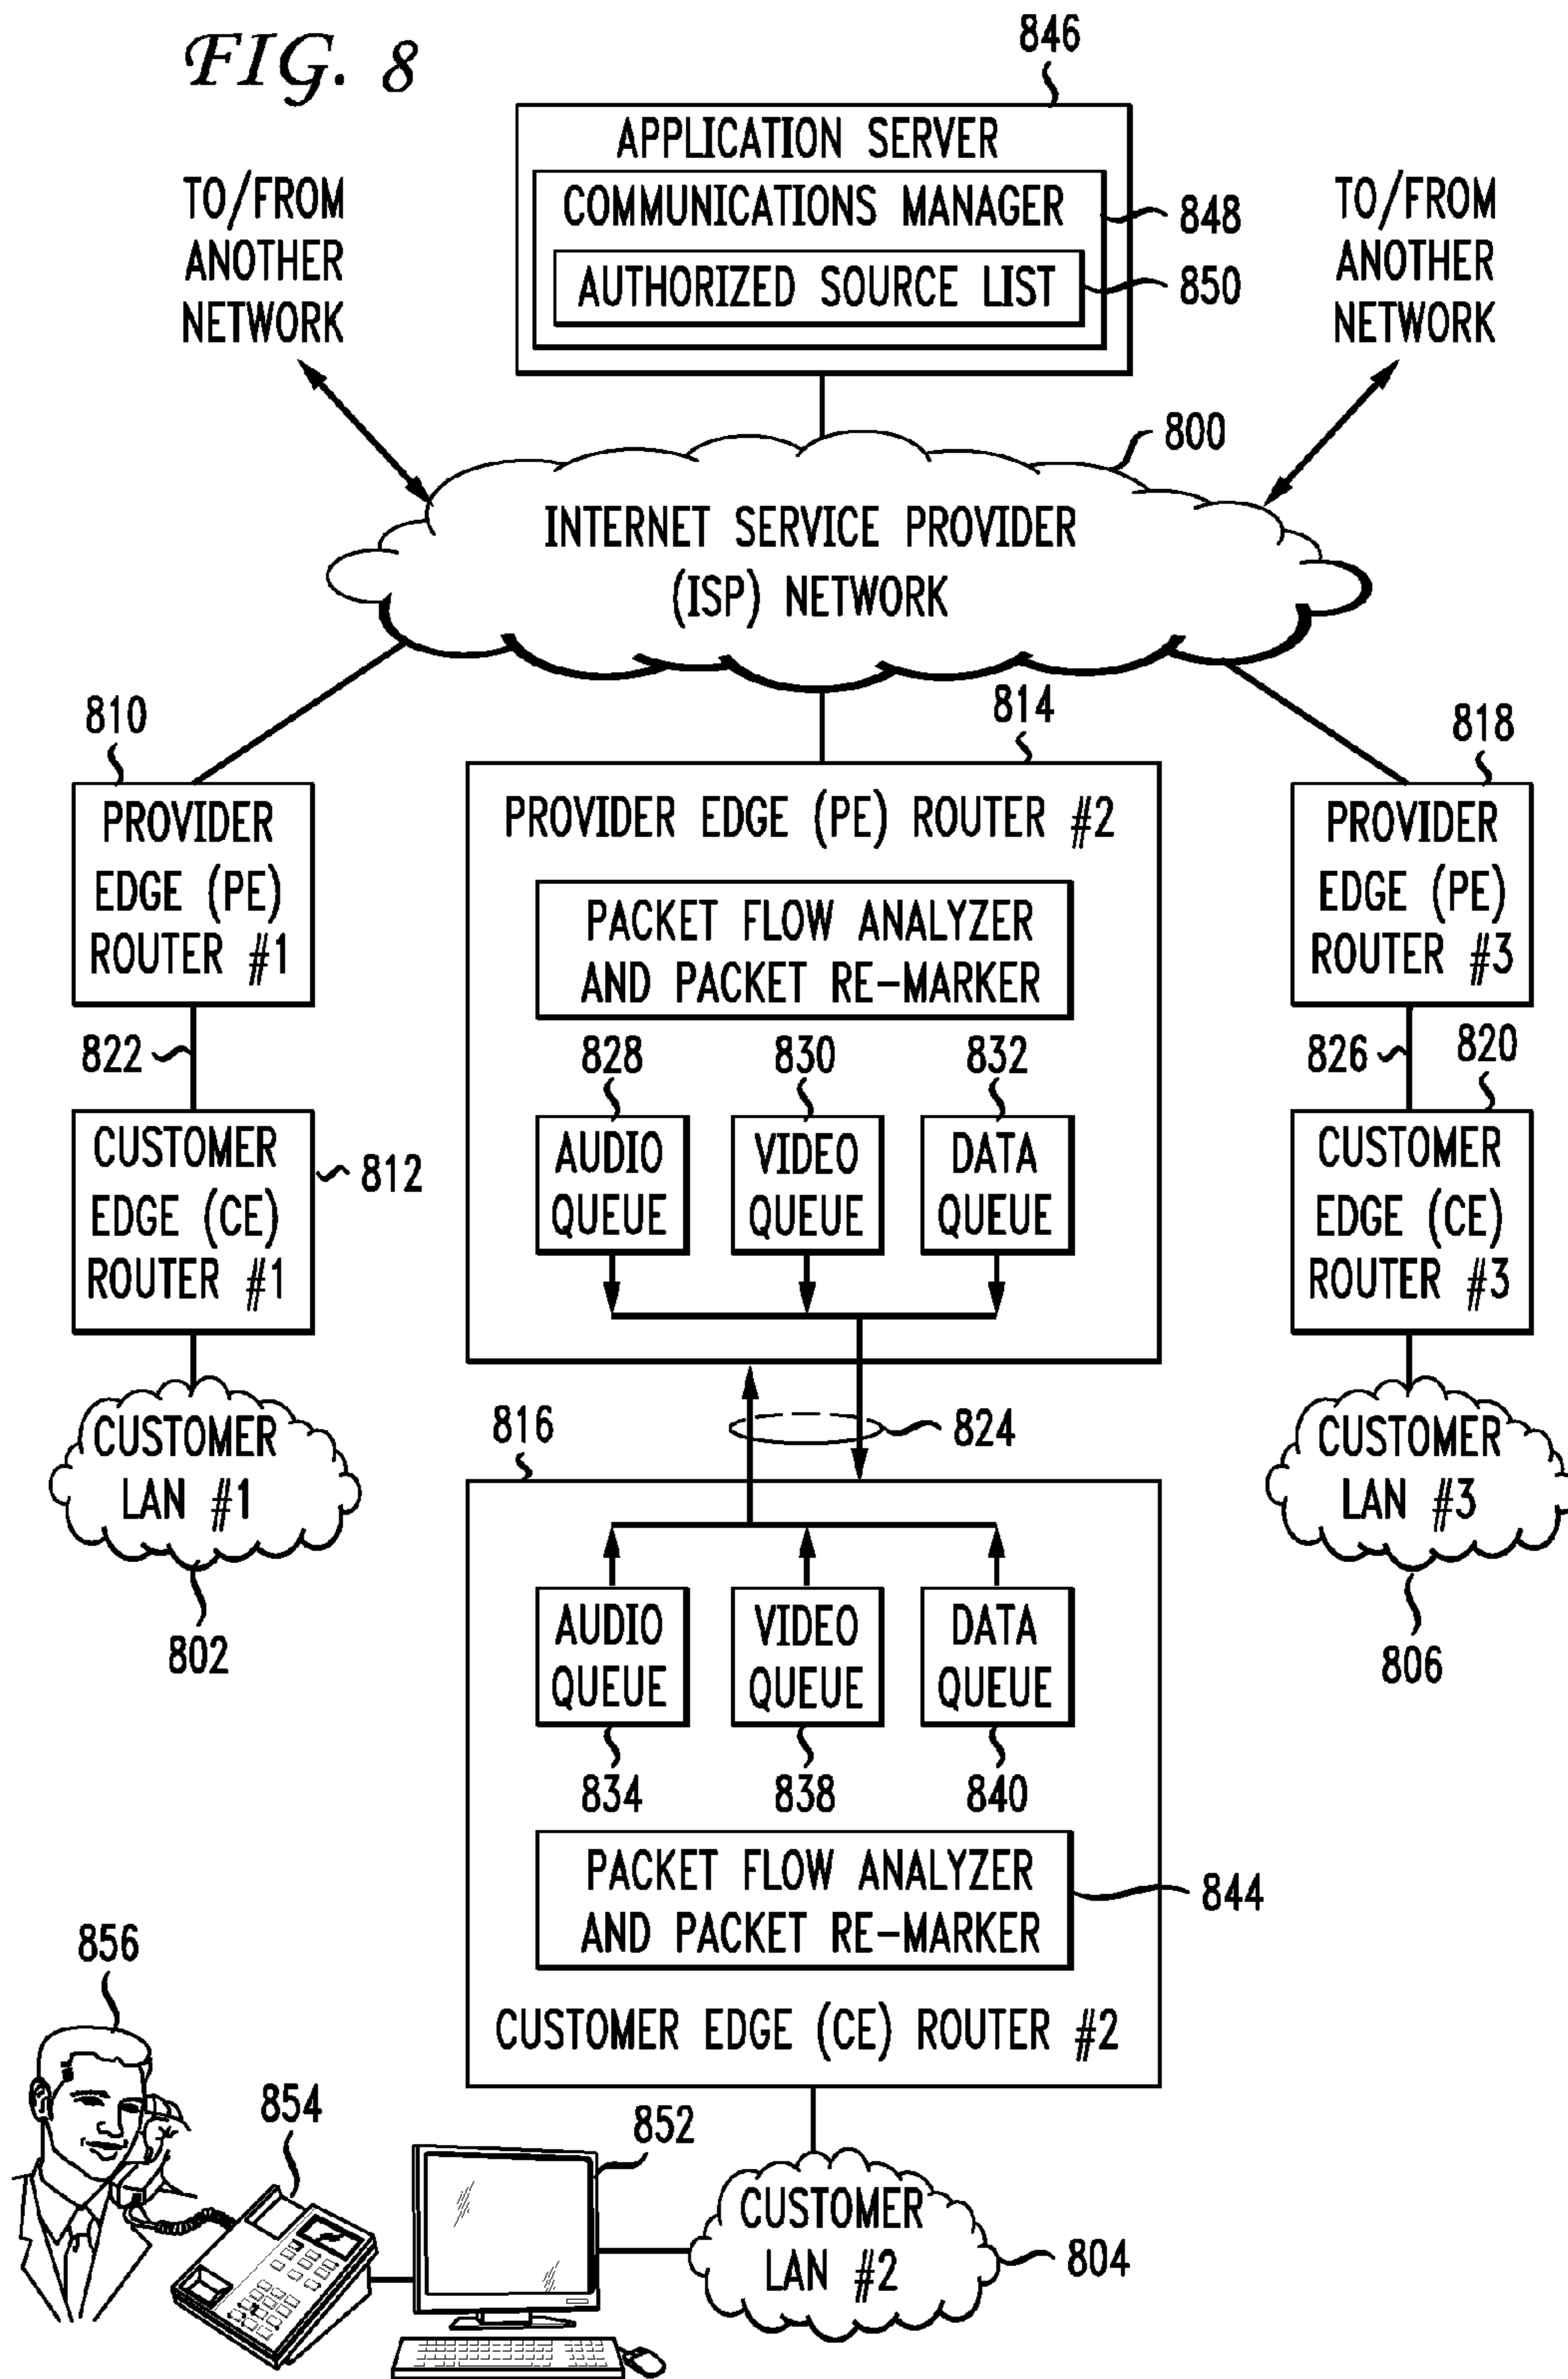 FIG. 8
846
APPLICATION SERVER
COMMUNICATIONS MANAGER
848
AUTHORIZED SOURCE LIST
850
TO/FROM
ANOTHER
NETWORK
TO/FROM
ANOTHER
NETWORK
800
INTERNET SERVICE PROVIDER
(ISP) NETWORK
810
PROVIDER
EDGE (PE)
ROUTER #1
822
CUSTOMER
EDGE (CE)
ROUTER #1
812
CUSTOMER
LAN #1
802
814
PROVIDER EDGE (PE) ROUTER #2
PACKET FLOW ANALYZER
AND PACKET RE-MARKER
828
830
832
AUDIO
QUEUE
VIDEO
QUEUE
DATA
QUEUE
818
PROVIDER
EDGE (PE)
ROUTER #3
826
820
CUSTOMER
EDGE (CE)
ROUTER #3
CUSTOMER
LAN #3
806
824
816
AUDIO
QUEUE
VIDEO
QUEUE
DATA
QUEUE
834
838
840
PACKET FLOW ANALYZER
AND PACKET RE-MARKER
844
CUSTOMER EDGE (CE) ROUTER #2
856
854
852
CUSTOMER
LAN #2
804